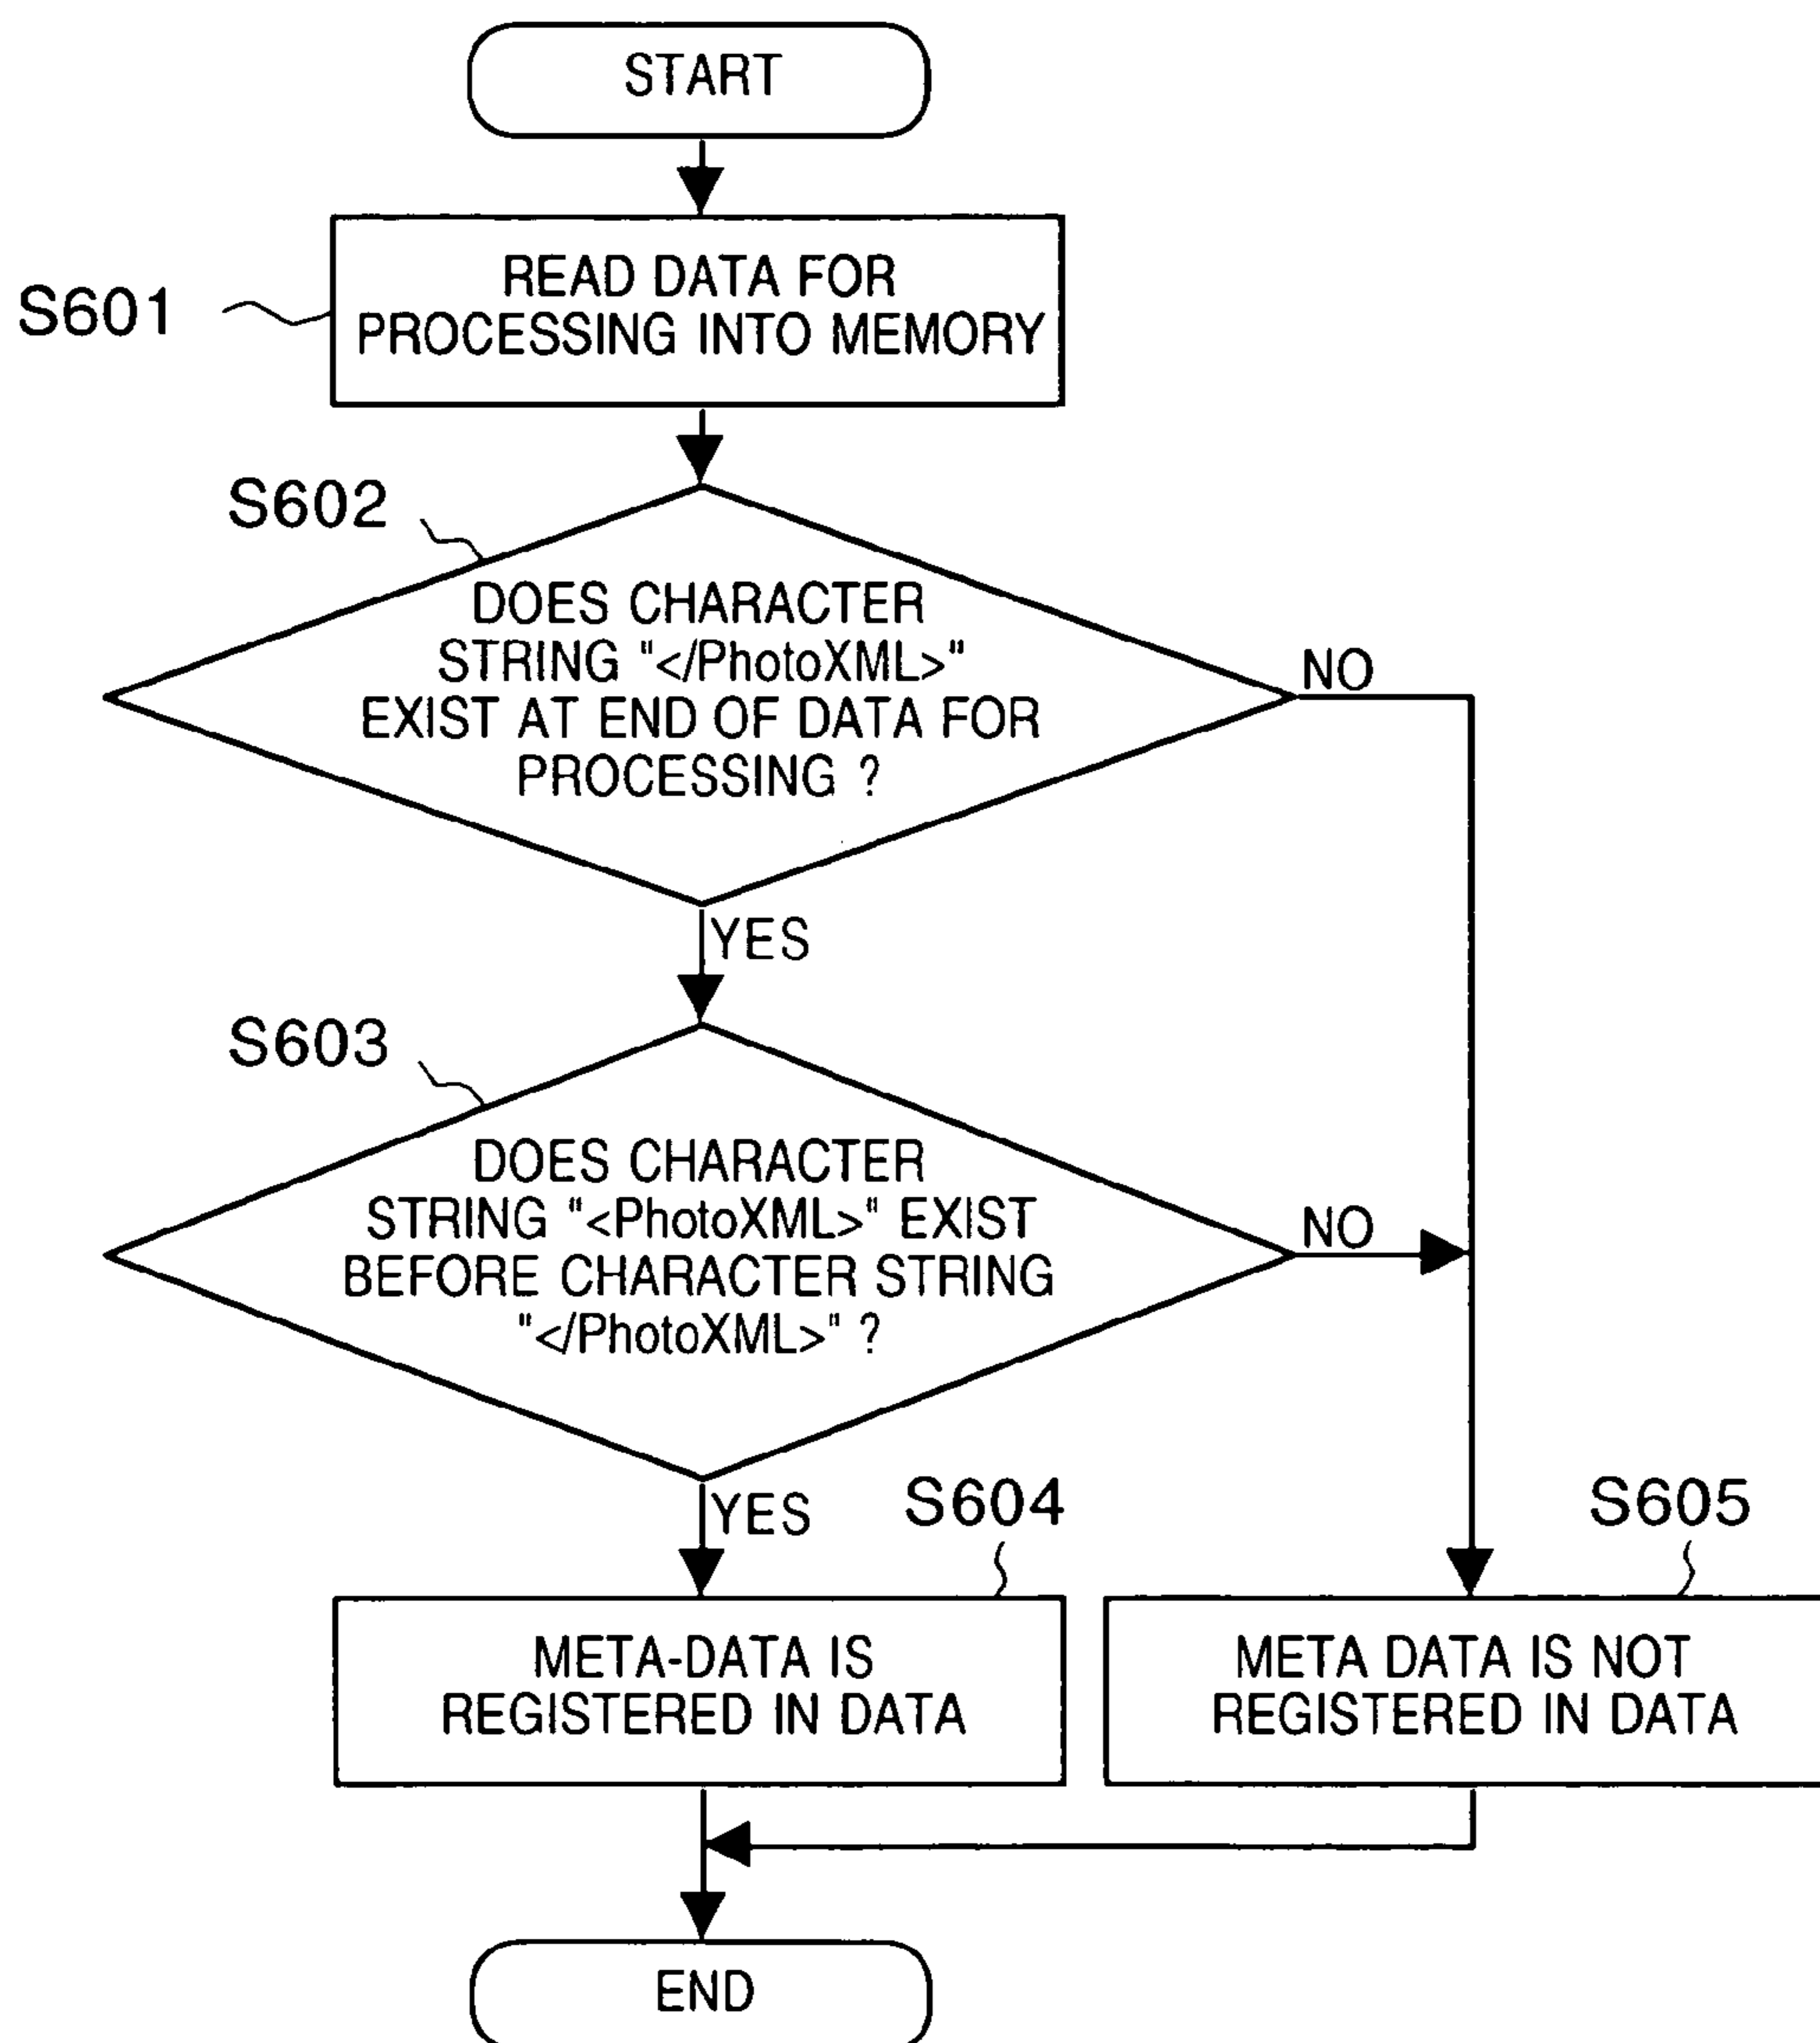 START
S601
READ DATA FOR
PROCESSING INTO MEMORY
S602
DOES CHARACTER
STRING "</PhotoXML>"
EXIST AT END OF DATA FOR
PROCESSING ?
NO
YES
S603
DOES CHARACTER
STRING "<PhotoXML>" EXIST
BEFORE CHARACTER STRING
"</PhotoXML>" ?
NO
YES
S604
META-DATA IS
REGISTERED IN DATA
S605
META DATA IS NOT
REGISTERED IN DATA
END